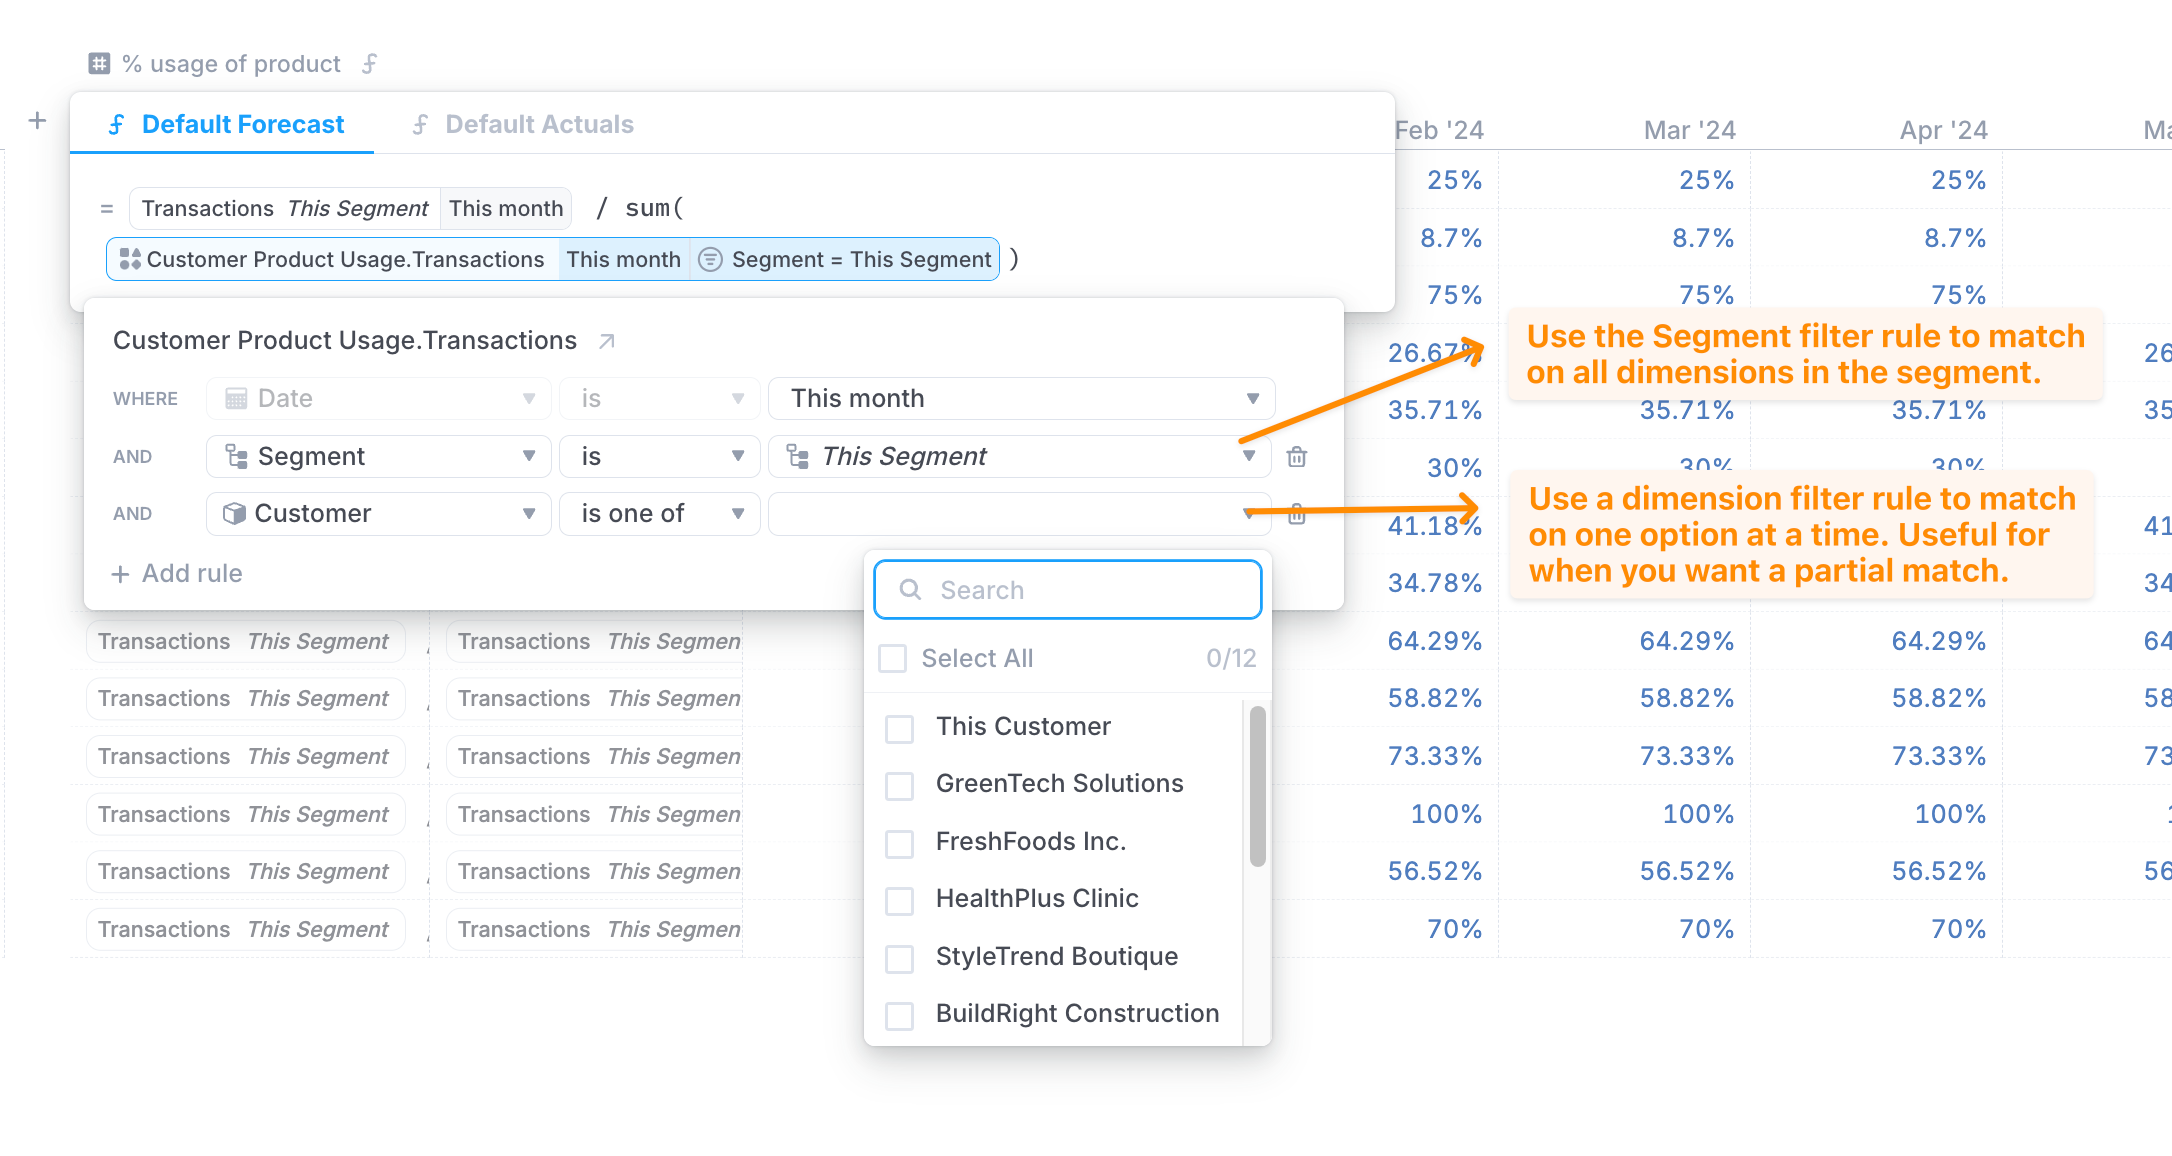 % usage of product
Default Forecast Default Actuals
Feb '24 Mar '24 Apr '24
= Transactions This Segment This month / sum(
Customer Product Usage.Transactions This month Segment = This Segment )
25% 25% 25%
8.7% 8.7% 8.7%
75% 75% 75%
Customer Product Usage.Transactions
Use the Segment filter rule to match
on all dimensions in the segment.
26.67% 26
WHERE Date is This month
35.71% 35.71% 35.71% 35
AND Segment is This Segment
30% 30% 30%
AND Customer is one of
Use a dimension filter rule to match
on one option at a time. Useful for
when you want a partial match.
41.18% 41
+ Add rule
34.78% 34
Search
Transactions This Segment Transactions This Segmen 64.29% 64.29% 64.29% 64
Select All 0/12
Transactions This Segment Transactions This Segmen 58.82% 58.82% 58.82% 58
This Customer
Transactions This Segment Transactions This Segmen 73.33% 73.33% 73.33% 73
GreenTech Solutions
Transactions This Segment Transactions This Segmen 100% 100% 100%
FreshFoods Inc.
Transactions This Segment Transactions This Segmen 56.52% 56.52% 56.52% 56
HealthPlus Clinic
Transactions This Segment Transactions This Segmen 70% 70% 70%
StyleTrend Boutique
BuildRight Construction